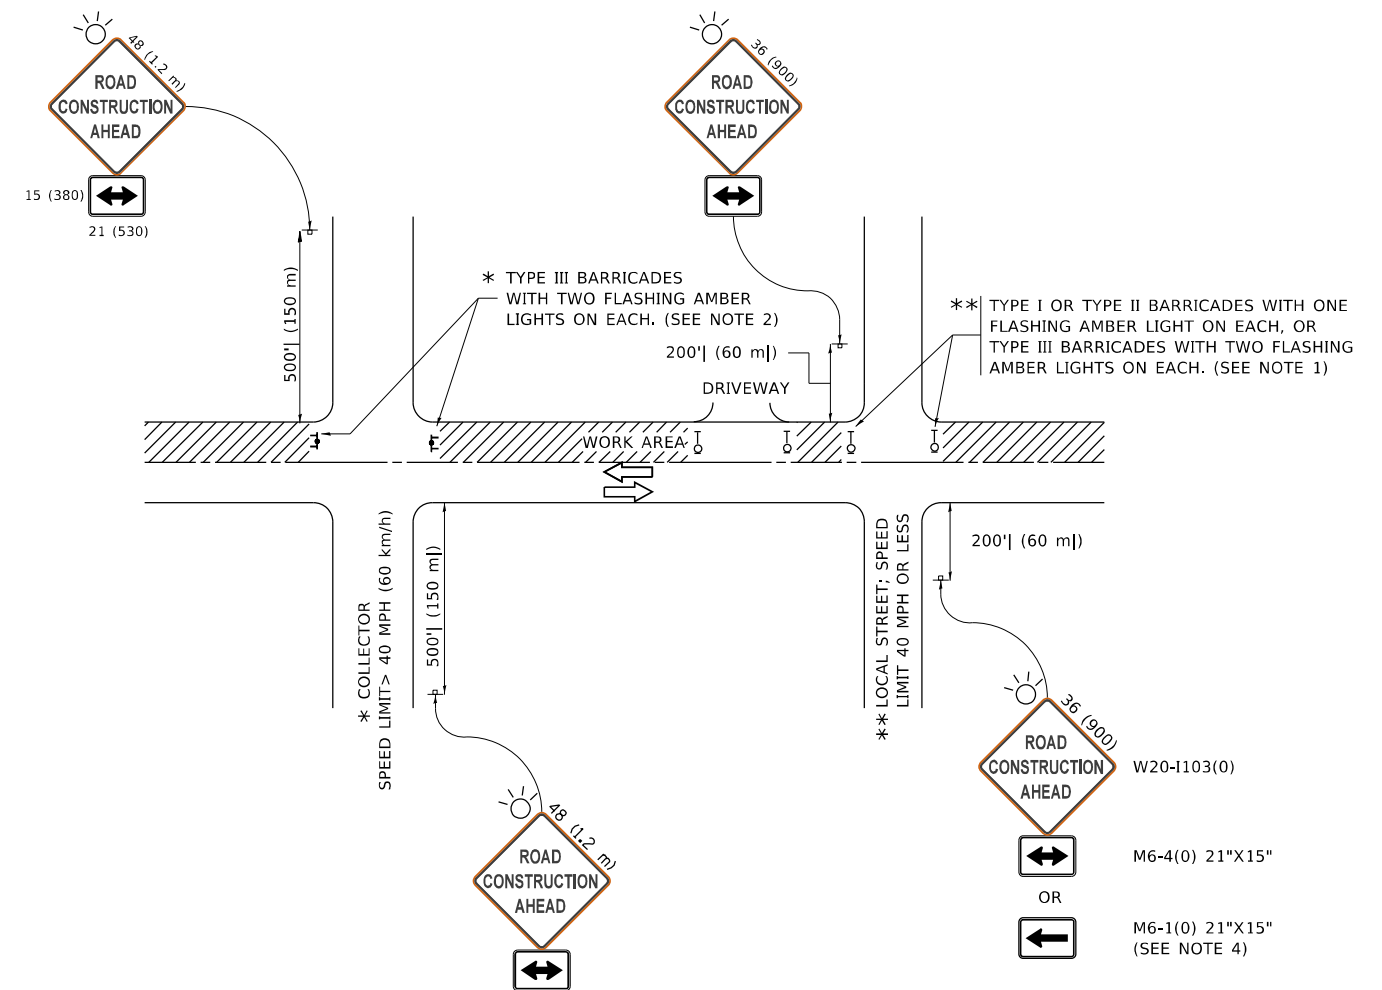 48 (1.2 m)
ROAD
CONSTRUCTION
AHEAD
15 (380)
21 (530)
36 (900)
ROAD
CONSTRUCTION
AHEAD
500'| (150 m)
* TYPE III BARRICADES
WITH TWO FLASHING AMBER
LIGHTS ON EACH. (SEE NOTE 2)
200'| (60 m|)
DRIVEWAY
** TYPE I OR TYPE II BARRICADES WITH ONE
FLASHING AMBER LIGHT ON EACH, OR
TYPE III BARRICADES WITH TWO FLASHING
AMBER LIGHTS ON EACH. (SEE NOTE 1)
WORK AREA
* COLLECTOR
SPEED LIMIT> 40 MPH (60 km/h)
500'| (150 m|)
** LOCAL STREET; SPEED
LIMIT 40 MPH OR LESS
200'| (60 m|)
48 (1.2 m)
ROAD
CONSTRUCTION
AHEAD
36 (900)
ROAD
CONSTRUCTION
AHEAD
W20-I103(0)
M6-4(0) 21"X15"
OR
M6-1(0) 21"X15"
(SEE NOTE 4)